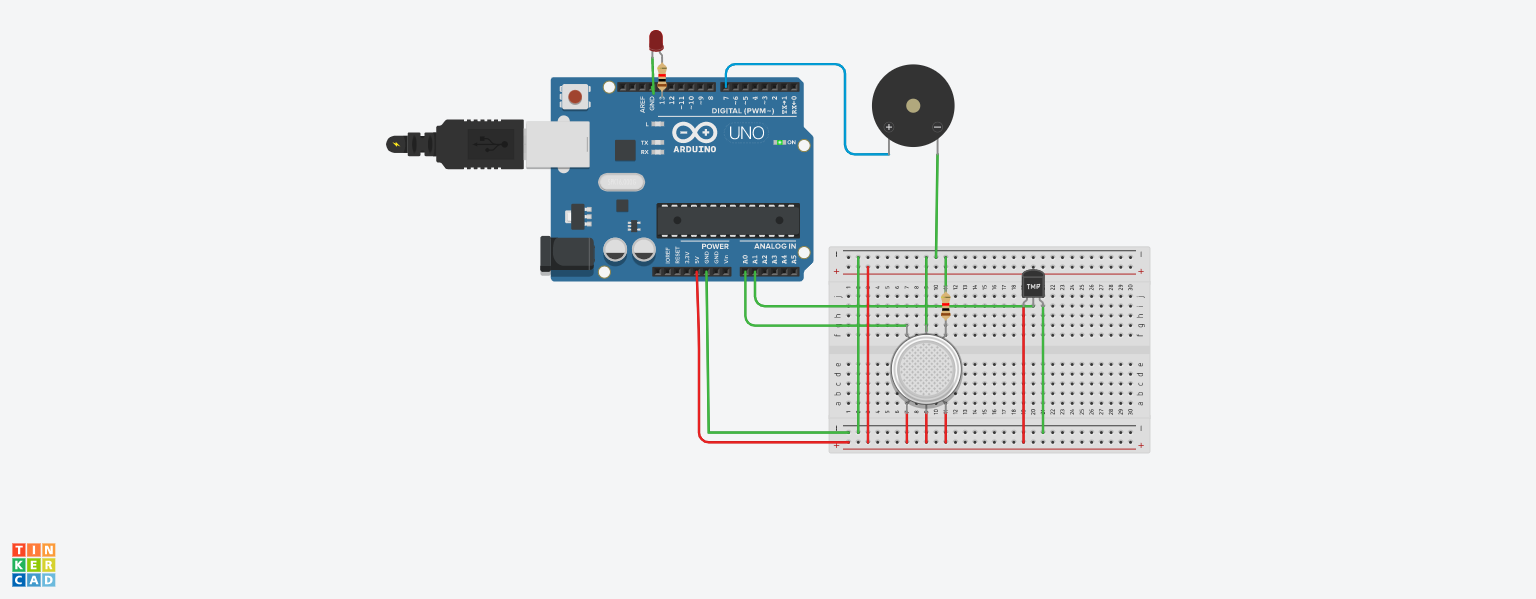 AREF
GND
13
12
~11
~10
~9
8
7
~6
~5
4
~3
2
TX→1
RX←0
DIGITAL (PWM~)
L
TX
RX
UNO
ARDUINO
ON
POWER
ANALOG IN
IOREF
RESET
3.3V
5V
GND
GND
Vin
A0
A1
A2
A3
A4
A5
TMP
TIN
KER
CAD